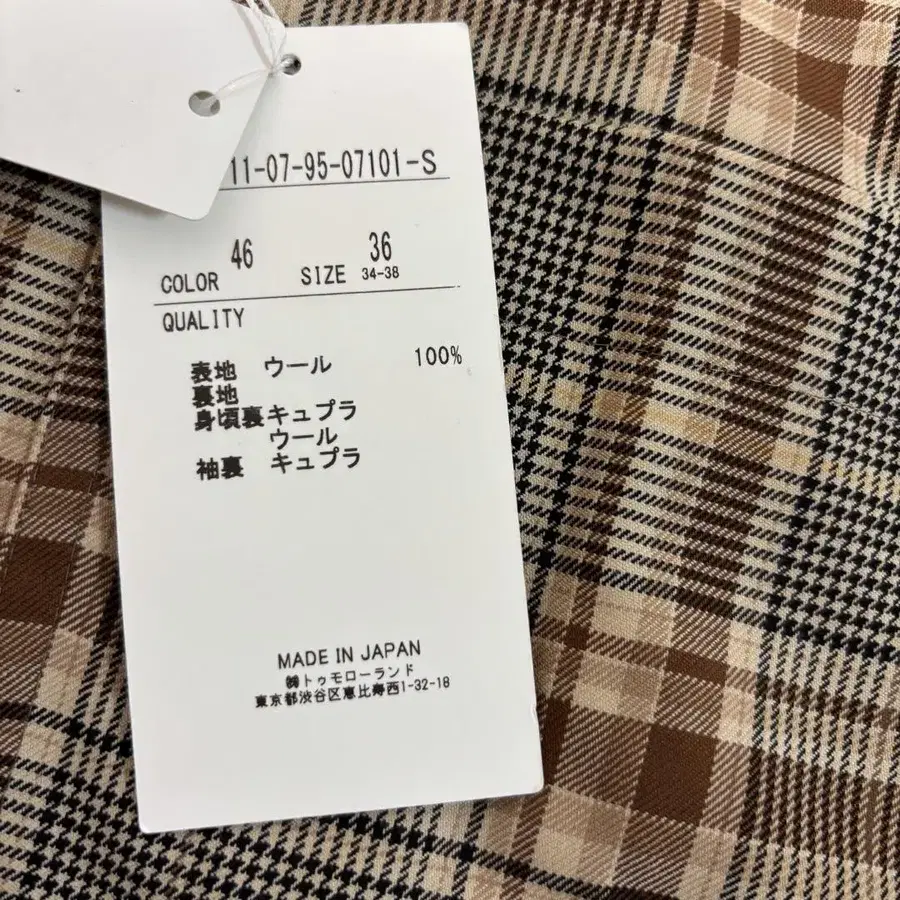 11-07-95-07101-S
COLOR 46 SIZE 36 34-38
QUALITY
表地 ウール 100%
裏地
身頃裏キュプラ
ウール
袖裏 キュプラ
MADE IN JAPAN
㈱トゥモローランド
東京都渋谷区恵比寿西1-32-18